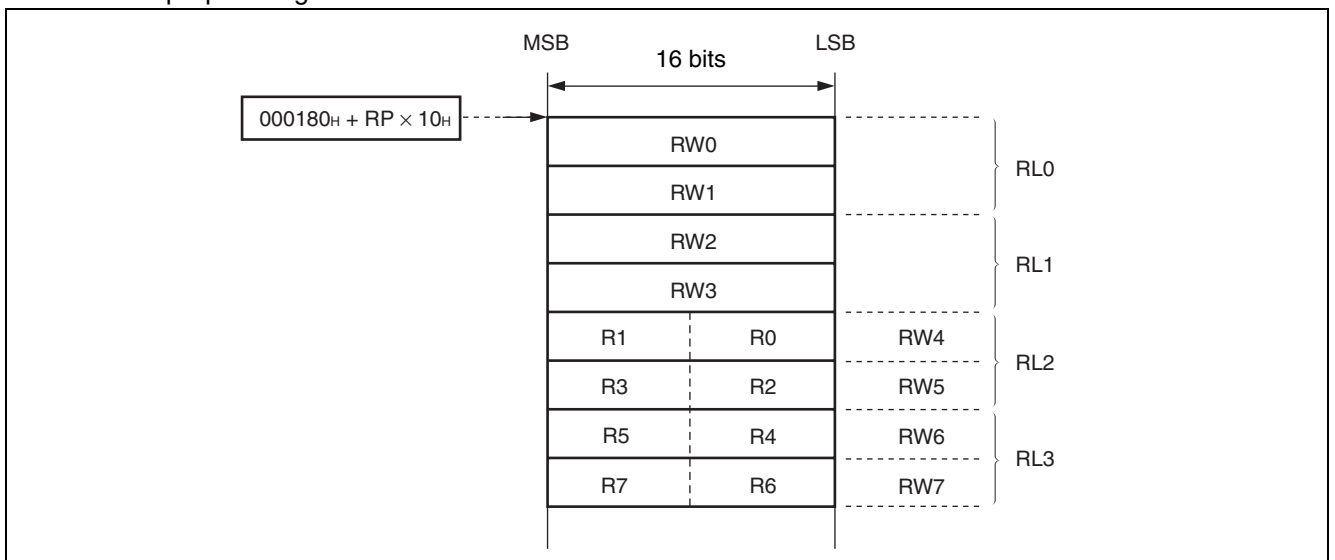 MSB LSB
16 bits
000180H + RP × 10H
RW0
RL0
RW1
RW2
RL1
RW3
R1 R0 RW4
RL2
R3 R2 RW5
R5 R4 RW6
RL3
R7 R6 RW7